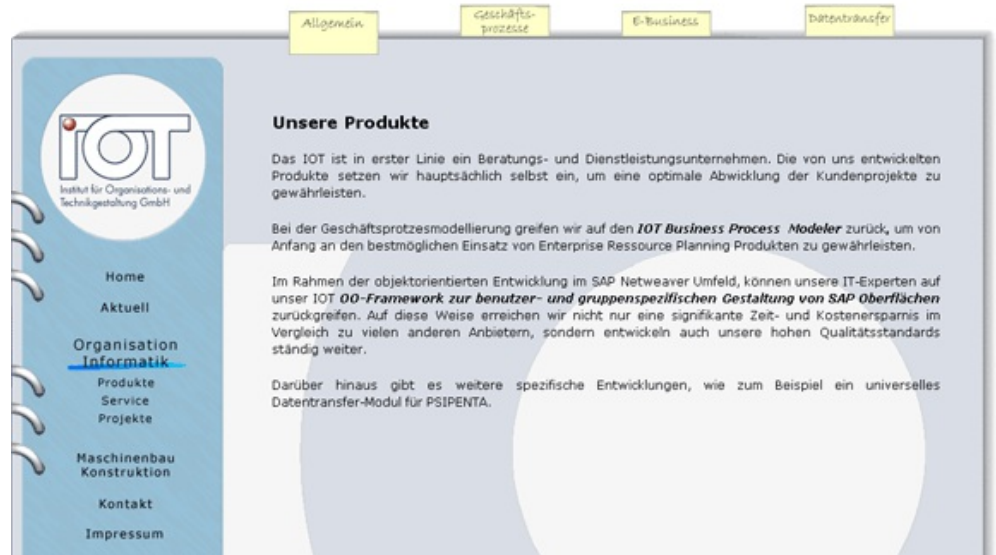 Allgemein
Geschäfts-
prozesse
E-Business
Datentransfer
iOT
Institut für Organisations- und
Technikgestaltung GmbH
Home
Aktuell
Organisation
Informatik
Produkte
Service
Projekte
Maschinenbau
Konstruktion
Kontakt
Impressum
Unsere Produkte
Das IOT ist in erster Linie ein Beratungs- und Dienstleistungsunternehmen. Die von uns entwickelten
Produkte setzen wir hauptsächlich selbst ein, um eine optimale Abwicklung der Kundenprojekte zu
gewährleisten.
Bei der Geschäftsprotzesmodellierung greifen wir auf den IOT Business Process Modeler zurück, um von
Anfang an den bestmöglichen Einsatz von Enterprise Ressource Planning Produkten zu gewährleisten.
Im Rahmen der objektorientierten Entwicklung im SAP Netweaver Umfeld, können unsere IT-Experten auf
unser IOT OO-Framework zur benutzer- und gruppenspezifischen Gestaltung von SAP Oberflächen
zurückgreifen. Auf diese Weise erreichen wir nicht nur eine signifikante Zeit- und Kostenersparnis im
Vergleich zu vielen anderen Anbietern, sondern entwickeln auch unsere hohen Qualitätsstandards
ständig weiter.
Darüber hinaus gibt es weitere spezifische Entwicklungen, wie zum Beispiel ein universelles
Datentransfer-Modul für PSIPENTA.